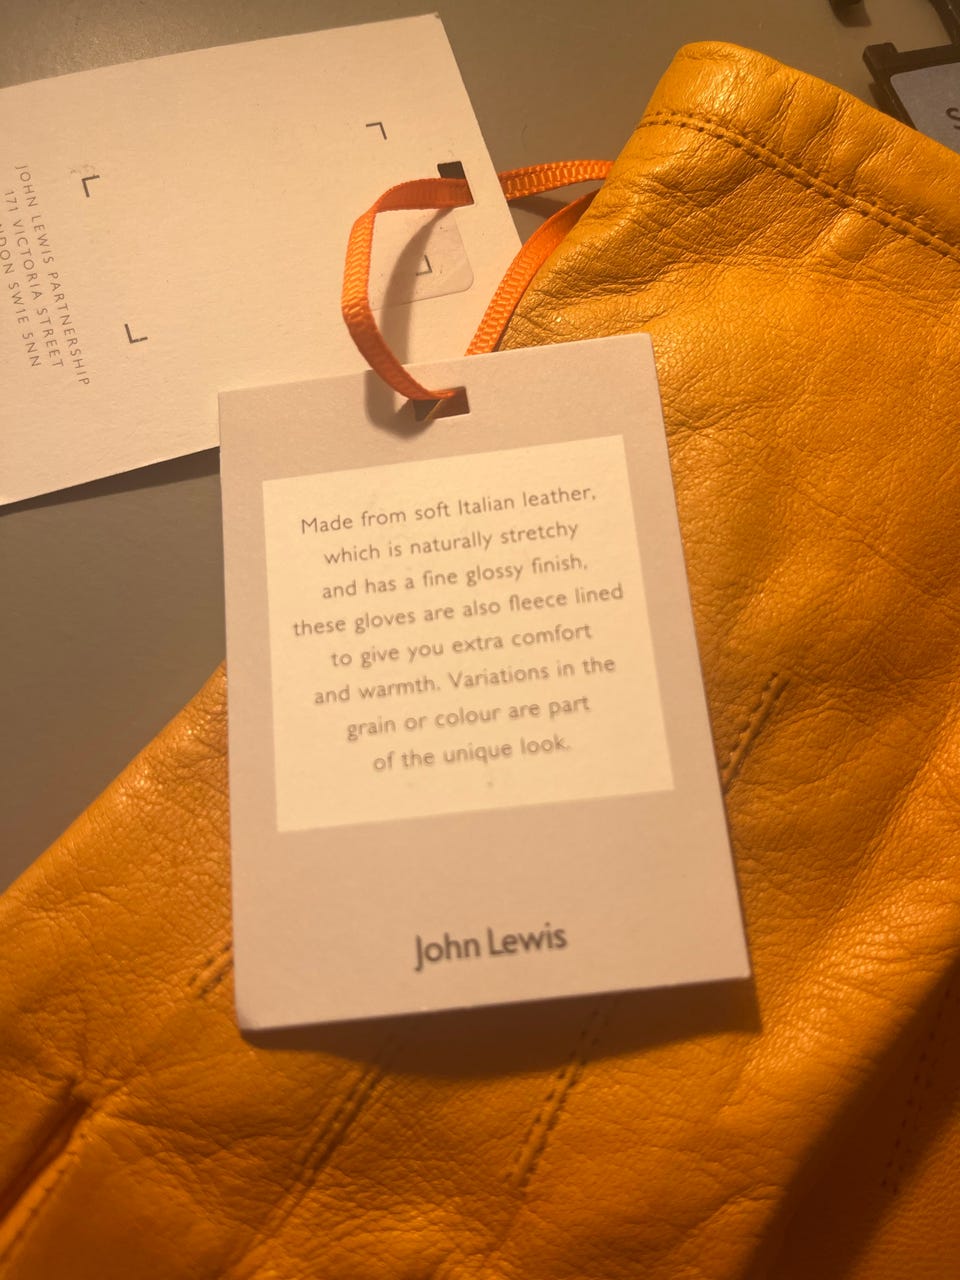 JOHN LEWIS PARTNERSHIP
171 VICTORIA STREET
SW1E 5NN
Made from soft Italian leather,
which is naturally stretchy
and has a fine glossy finish,
these gloves are also fleece lined
to give you extra comfort
and warmth. Variations in the
grain or colour are part
of the unique look.
John Lewis